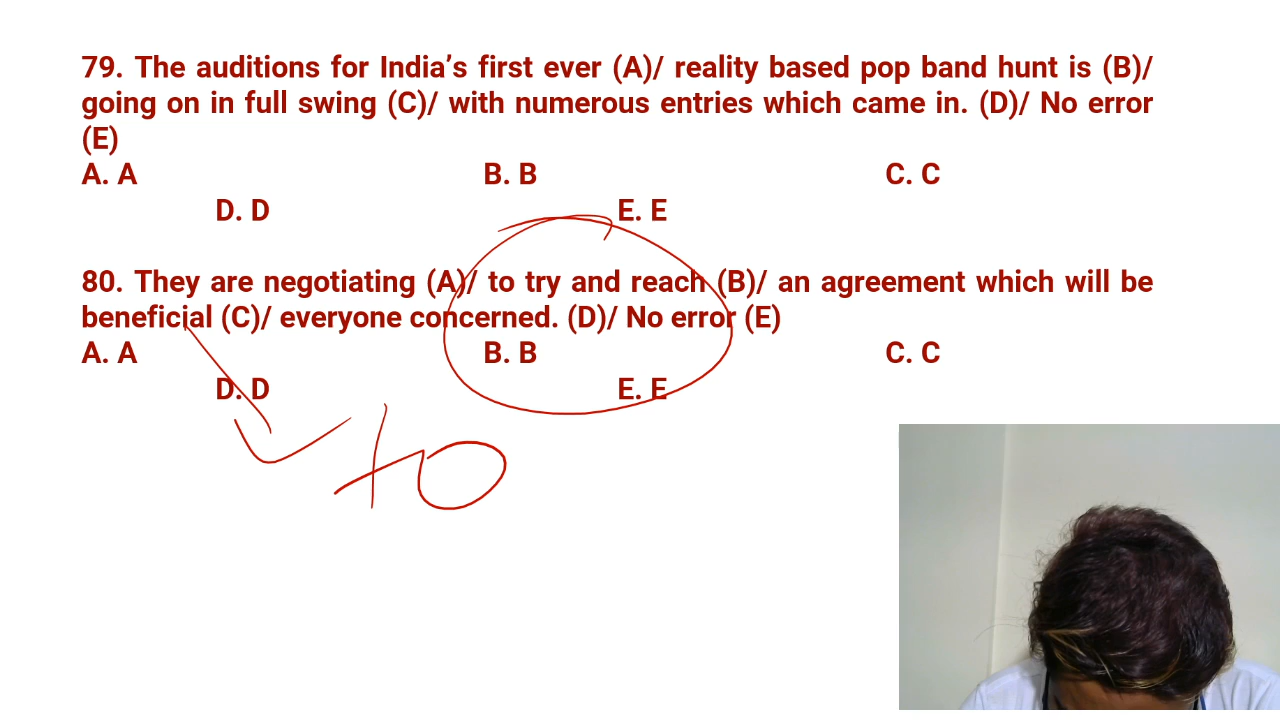 79. The auditions for India’s first ever (A)/ reality based pop band hunt is (B)/
going on in full swing (C)/ with numerous entries which came in. (D)/ No error
(E)
A. A B. B C. C
D. D E. E
80. They are negotiating (A)/ to try and reach (B)/ an agreement which will be
beneficial (C)/ everyone concerned. (D)/ No error (E)
A. A B. B C. C
D. D E. E
to